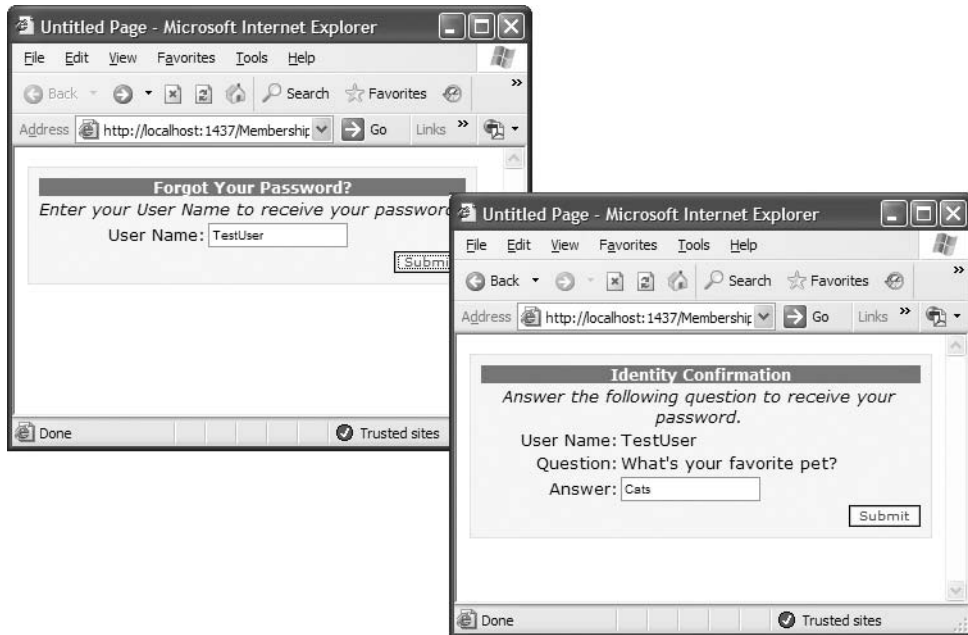 Untitled Page - Microsoft Internet Explorer
File Edit View Favorites Tools Help
Back Search Favorites »
Address http://localhost:1437/Membership Go Links »
Forgot Your Password?
Enter your User Name to receive your password
User Name: TestUser
Submi
Done Trusted sites
Untitled Page - Microsoft Internet Explorer
File Edit View Favorites Tools Help
Back Search Favorites »
Address http://localhost:1437/Membership Go Links »
Identity Confirmation
Answer the following question to receive your
password.
User Name: TestUser
Question: What's your favorite pet?
Answer: Cats
Submit
Done Trusted sites